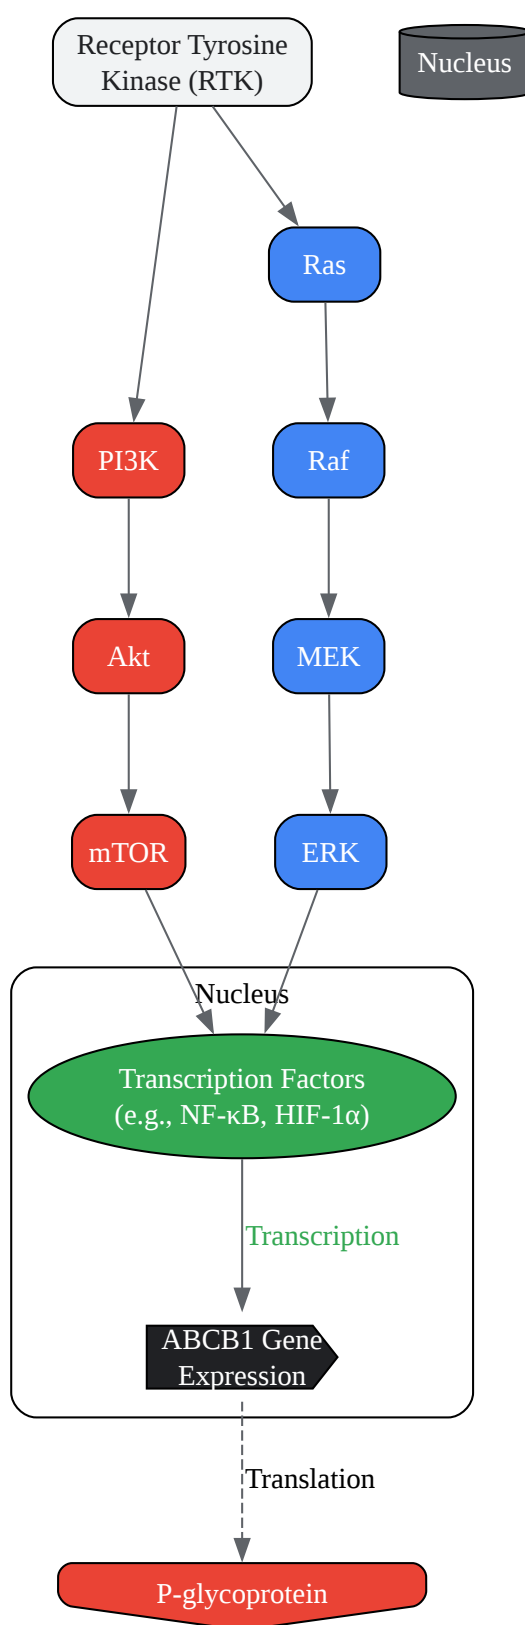 Receptor Tyrosine
Kinase (RTK)
Nucleus
Ras
PI3K
Raf
Akt
MEK
mTOR
ERK
Nucleus
Transcription Factors
(e.g., NF-κB, HIF-1α)
Transcription
ABCB1 Gene
Expression
Translation
P-glycoprotein